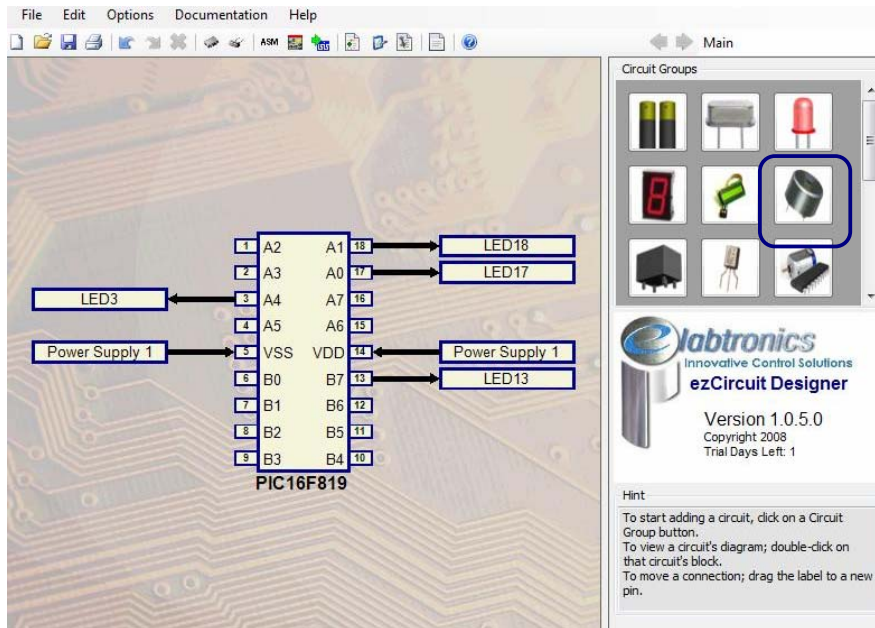 File Edit Options Documentation Help
ASM
Main
Circuit Groups
1 A2 A1 18 LED18
2 A3 A0 17 LED17
LED3 3 A4 A7 16
4 A5 A6 15
Power Supply 1 5 VSS VDD 14 Power Supply 1
6 B0 B7 13 LED13
7 B1 B6 12
8 B2 B5 11
9 B3 B4 10
PIC16F819
elabtronics
Innovative Control Solutions
ezCircuit Designer
Version 1.0.5.0
Copyright 2008
Trial Days Left: 1
Hint
To start adding a circuit, click on a Circuit
Group button.
To view a circuit's diagram; double-click on
that circuit's block.
To move a connection; drag the label to a new
pin.